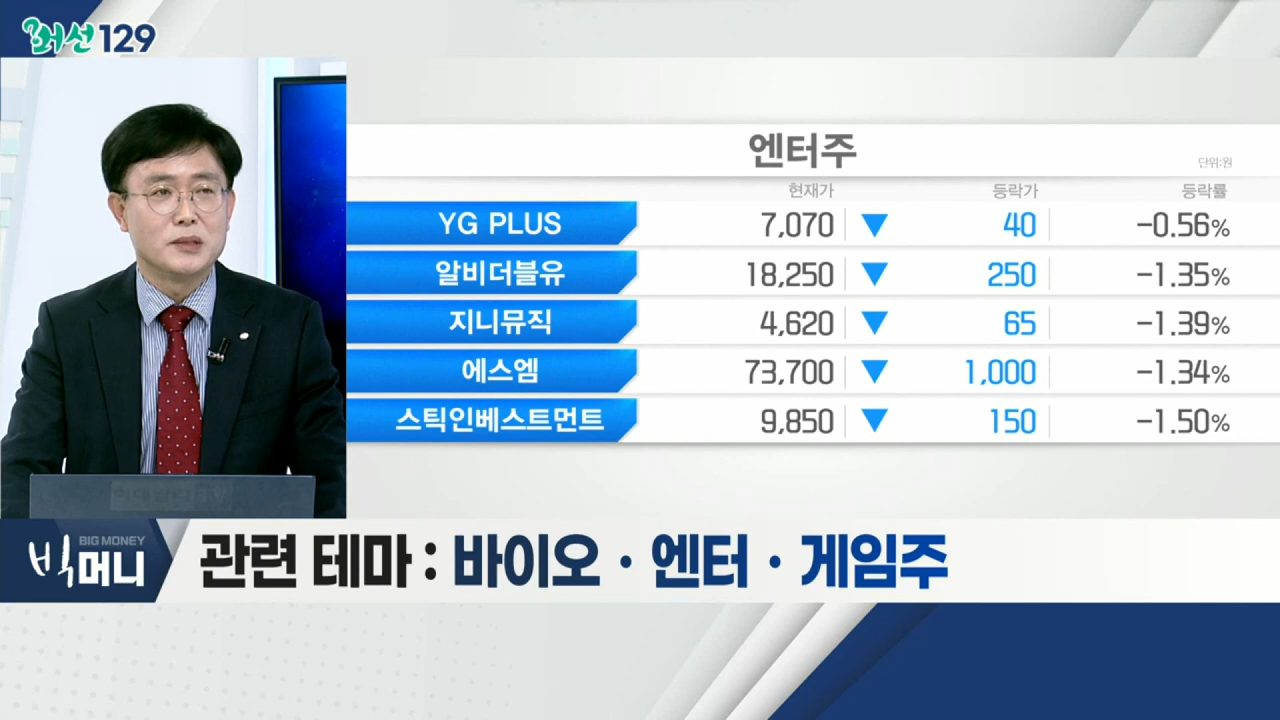 머선129
엔터주
단위:원
현재가 등락가 등락률
YG PLUS 7,070 ▼ 40 -0.56%
알비더블유 18,250 ▼ 250 -1.35%
지니뮤직 4,620 ▼ 65 -1.39%
에스엠 73,700 ▼ 1,000 -1.34%
스틱인베스트먼트 9,850 ▼ 150 -1.50%
BIG MONEY
빅머니
관련 테마 : 바이오 · 엔터 · 게임주